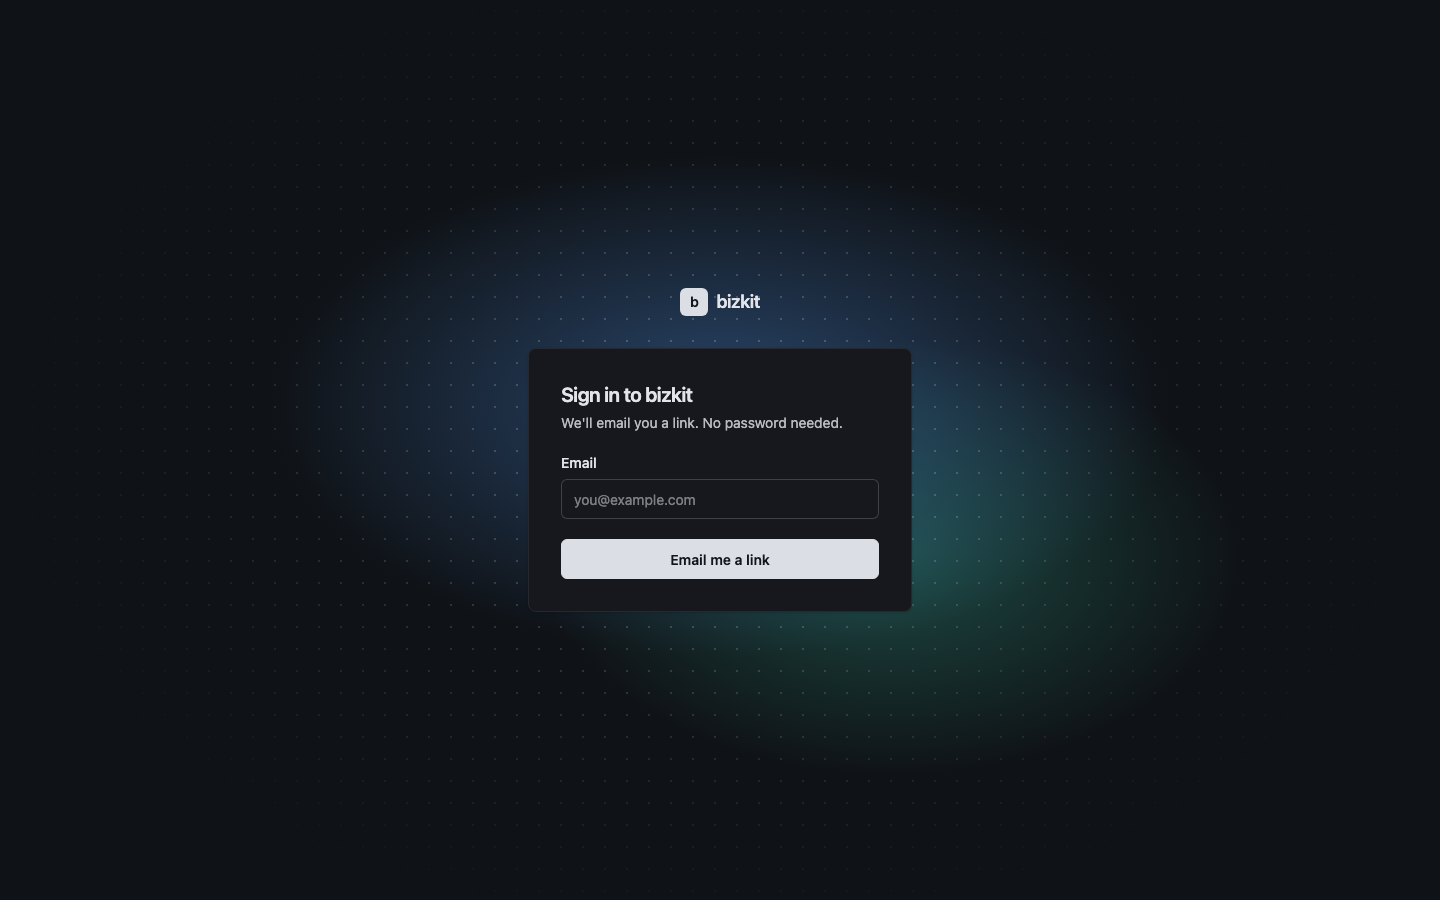 b bizkit
Sign in to bizkit
We'll email you a link. No password needed.
Email
you@example.com
Email me a link